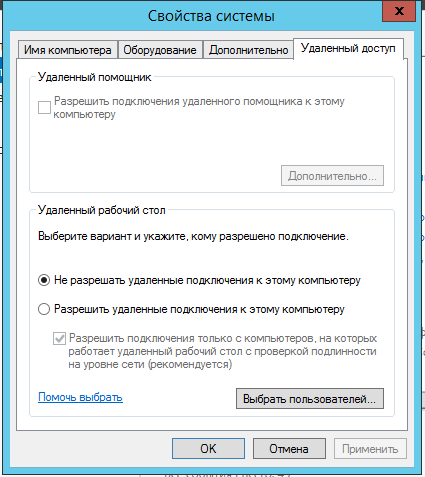 Свойства системы
x
Имя компьютера Оборудование Дополнительно Удаленный доступ
Удаленный помощник
Разрешить подключения удаленного помощника к этому
компьютеру
Дополнительно...
Удаленный рабочий стол
Выберите вариант и укажите, кому разрешено подключение.
Не разрешать удаленные подключения к этому компьютеру
Разрешить удаленные подключения к этому компьютеру
Разрешить подключения только с компьютеров, на которых
работает удаленный рабочий стол с проверкой подлинности
на уровне сети (рекомендуется)
Помочь выбрать
Выбрать пользователей...
OK Отмена Применить